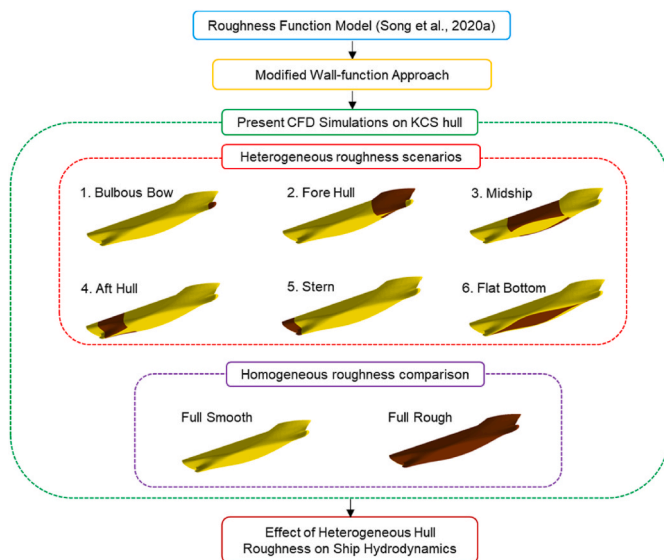 Roughness Function Model (Song et al., 2020a)
Modified Wall-function Approach
Present CFD Simulations on KCS hull
Heterogeneous roughness scenarios
1. Bulbous Bow
2. Fore Hull
3. Midship
4. Aft Hull
5. Stern
6. Flat Bottom
Homogeneous roughness comparison
Full Smooth
Full Rough
Effect of Heterogeneous Hull
Roughness on Ship Hydrodynamics